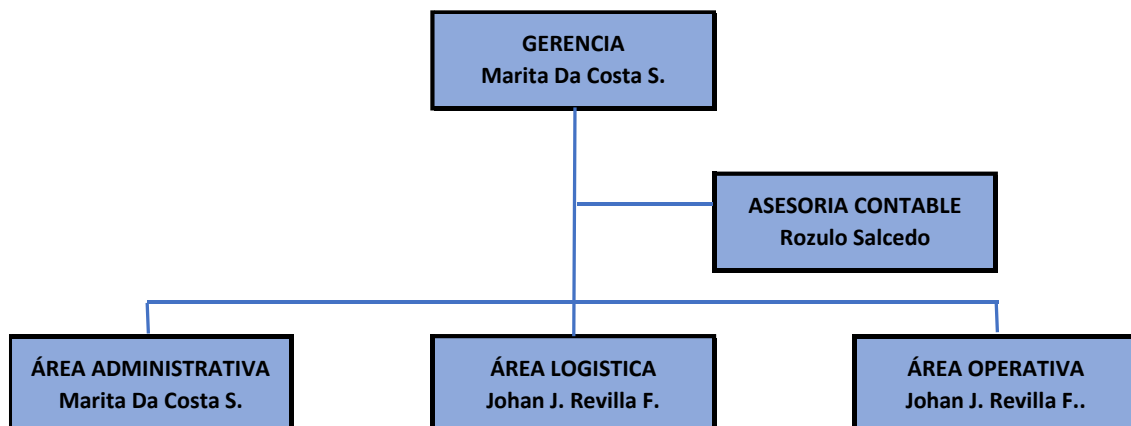 GERENCIA
Marita Da Costa S.
ASESORIA CONTABLE
Rozulo Salcedo
ÁREA ADMINISTRATIVA
Marita Da Costa S.
ÁREA LOGISTICA
Johan J. Revilla F.
ÁREA OPERATIVA
Johan J. Revilla F..